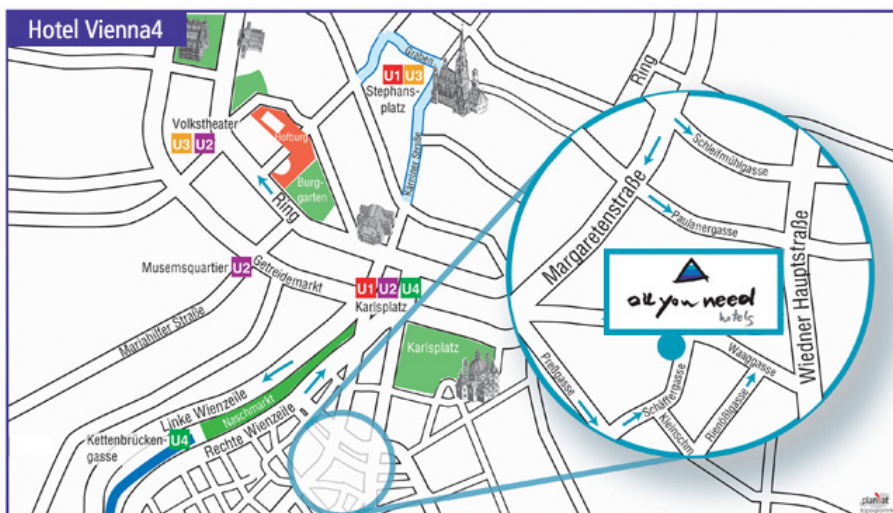 Hotel Vienna4
Graben
U1 U3
Stephans-
platz
Kärntner Straße
Volkstheater
U3 U2
Hofburg
Burg-
garten
Ring
Musemsquartier U2
Getreidemarkt
U1 U2 U4
Karlsplatz
Mariahilfer Straße
Karlsplatz
Linke Wienzeile
Naschmarkt
Rechte Wienzeile
Kettenbrücken-
gasse
U4
Ring
Schleifmühlgasse
Margaretenstraße
Paulanergasse
Wiedner Hauptstraße
all you need
hotels
Preßgasse
Schäffergasse
Kleinschm.
Waaggasse
Rienößlgasse